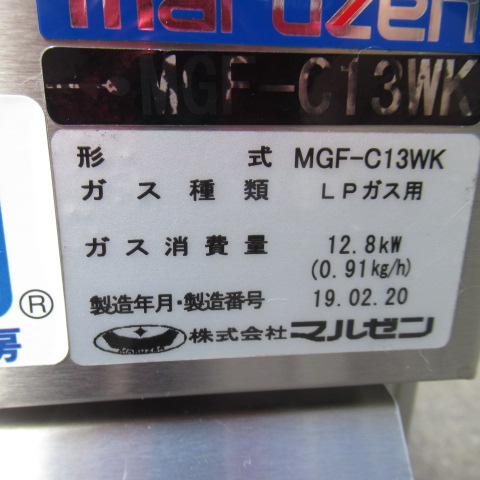 maruzen
MGF-C13WK
形 式 MGF-C13WK
ガス種類 LPガス用
ガス消費量 12.8kW
(0.91kg/h)
製造年月・製造番号 19.02.20
MARUZEN 株式会社マルゼン
®
房